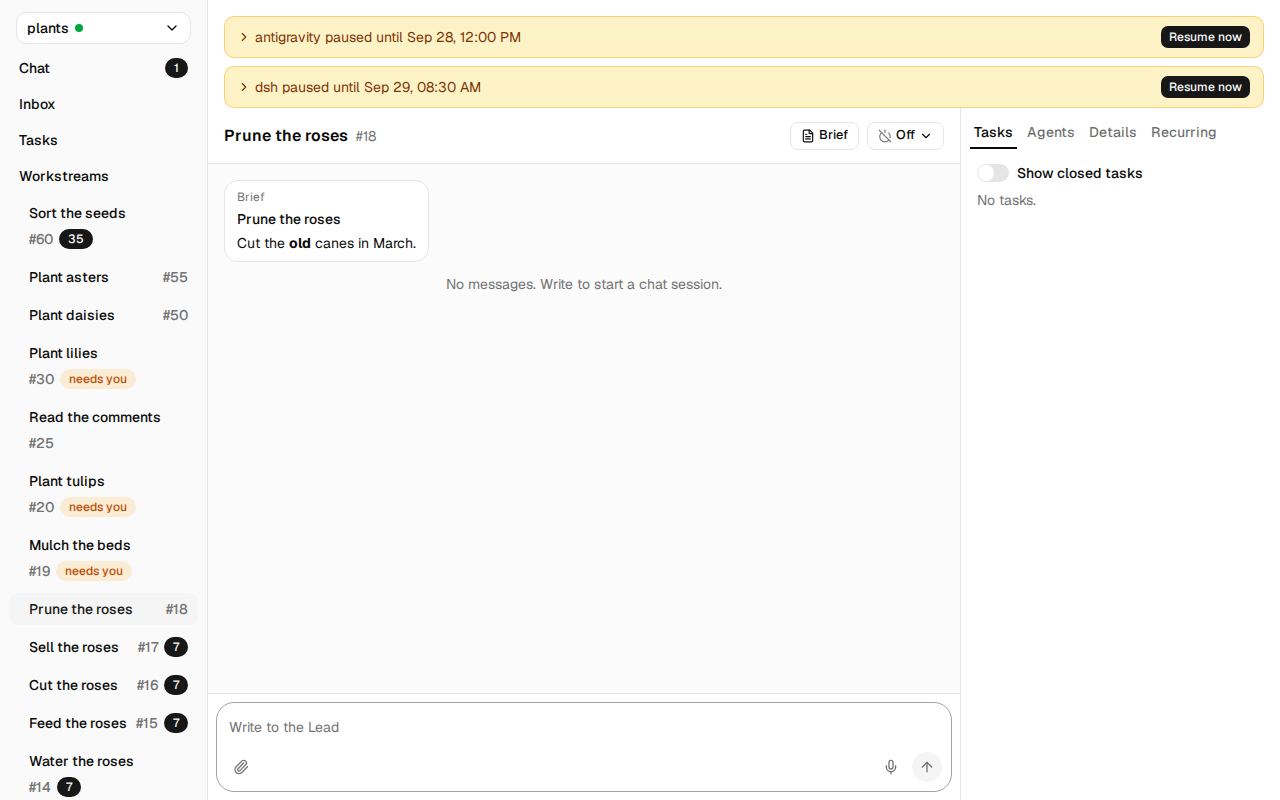 plants
Chat 1
Inbox
Tasks
Workstreams
Sort the seeds
#60 35
Plant asters #55
Plant daisies #50
Plant lilies
#30 needs you
Read the comments
#25
Plant tulips
#20 needs you
Mulch the beds
#19 needs you
Prune the roses #18
Sell the roses #17 7
Cut the roses #16 7
Feed the roses #15 7
Water the roses
#14 7
antigravity paused until Sep 28, 12:00 PM Resume now
dsh paused until Sep 29, 08:30 AM Resume now
Prune the roses #18 Brief Off
Brief
Prune the roses
Cut the old canes in March.
No messages. Write to start a chat session.
Write to the Lead
Tasks Agents Details Recurring
Show closed tasks
No tasks.